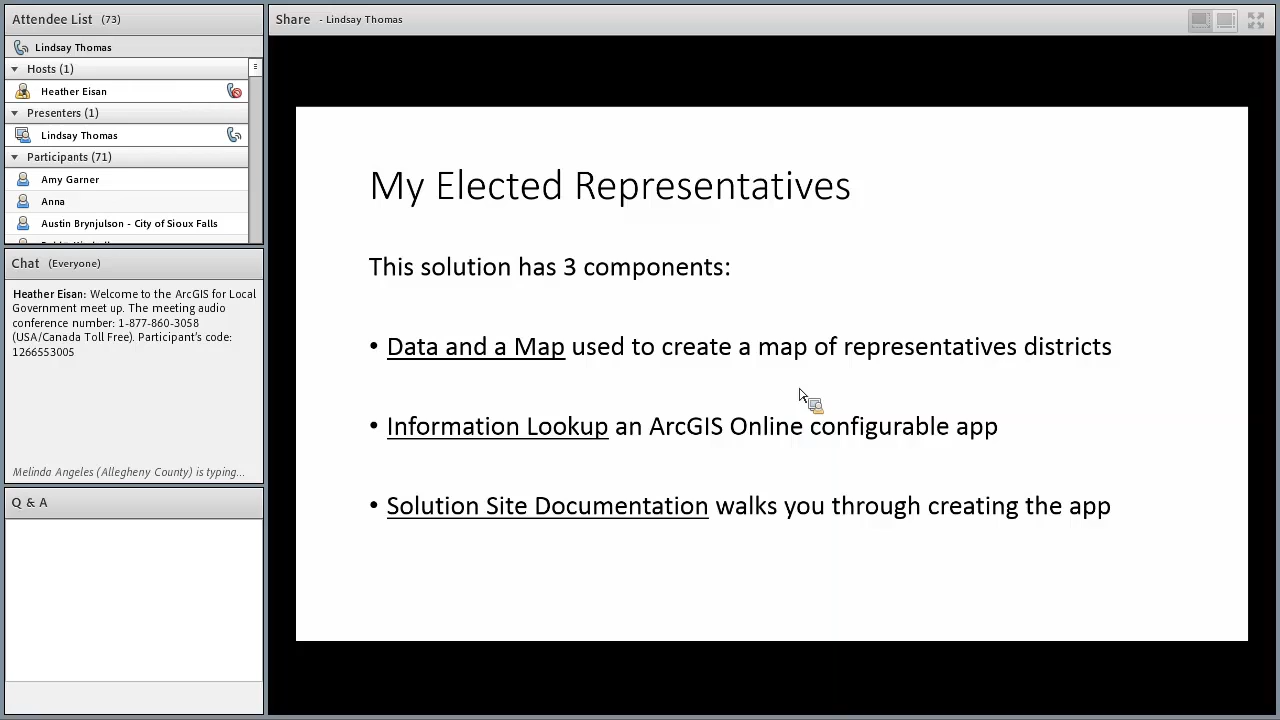 Attendee List (73)
Lindsay Thomas
Hosts (1)
Heather Eisan
Presenters (1)
Lindsay Thomas
Participants (71)
Amy Garner
Anna
Austin Brynjulson - City of Sioux Falls
Chat (Everyone)
Heather Eisan: Welcome to the ArcGIS for Local
Government meet up. The meeting audio
conference number: 1-877-860-3058
(USA/Canada Toll Free). Participant's code:
1266553005
Melinda Angeles (Allegheny County) is typing...
Q & A
Share - Lindsay Thomas
My Elected Representatives
This solution has 3 components:
• Data and a Map used to create a map of representatives districts
• Information Lookup an ArcGIS Online configurable app
• Solution Site Documentation walks you through creating the app